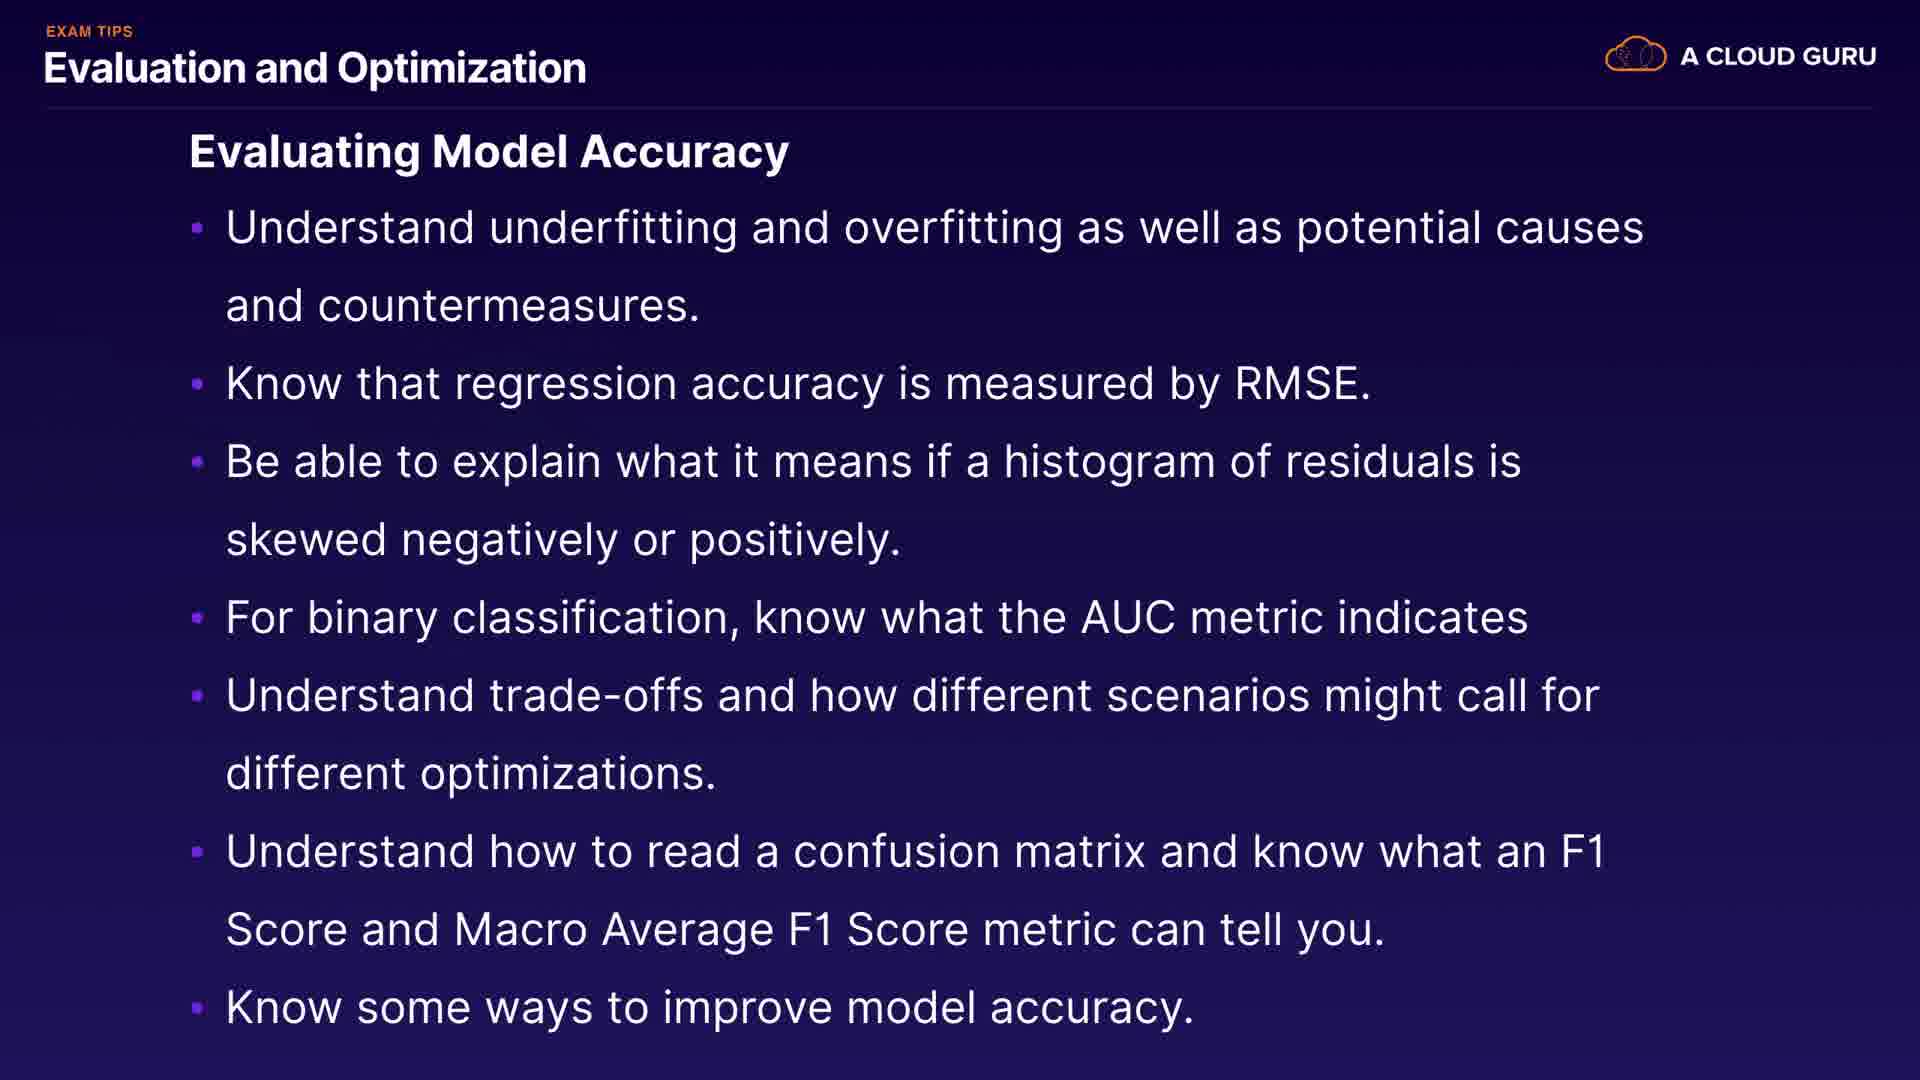 EXAM TIPS
Evaluation and Optimization
A CLOUD GURU
Evaluating Model Accuracy
• Understand underfitting and overfitting as well as potential causes
and countermeasures.
• Know that regression accuracy is measured by RMSE.
• Be able to explain what it means if a histogram of residuals is
skewed negatively or positively.
• For binary classification, know what the AUC metric indicates
• Understand trade-offs and how different scenarios might call for
different optimizations.
• Understand how to read a confusion matrix and know what an F1
Score and Macro Average F1 Score metric can tell you.
• Know some ways to improve model accuracy.